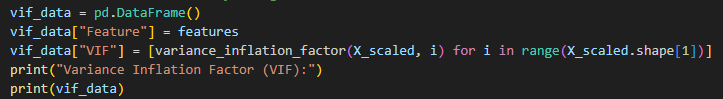 vif_data = pd.DataFrame()
vif_data["Feature"] = features
vif_data["VIF"] = [variance_inflation_factor(X_scaled, i) for i in range(X_scaled.shape[1])]
print("Variance Inflation Factor (VIF):")
print(vif_data)